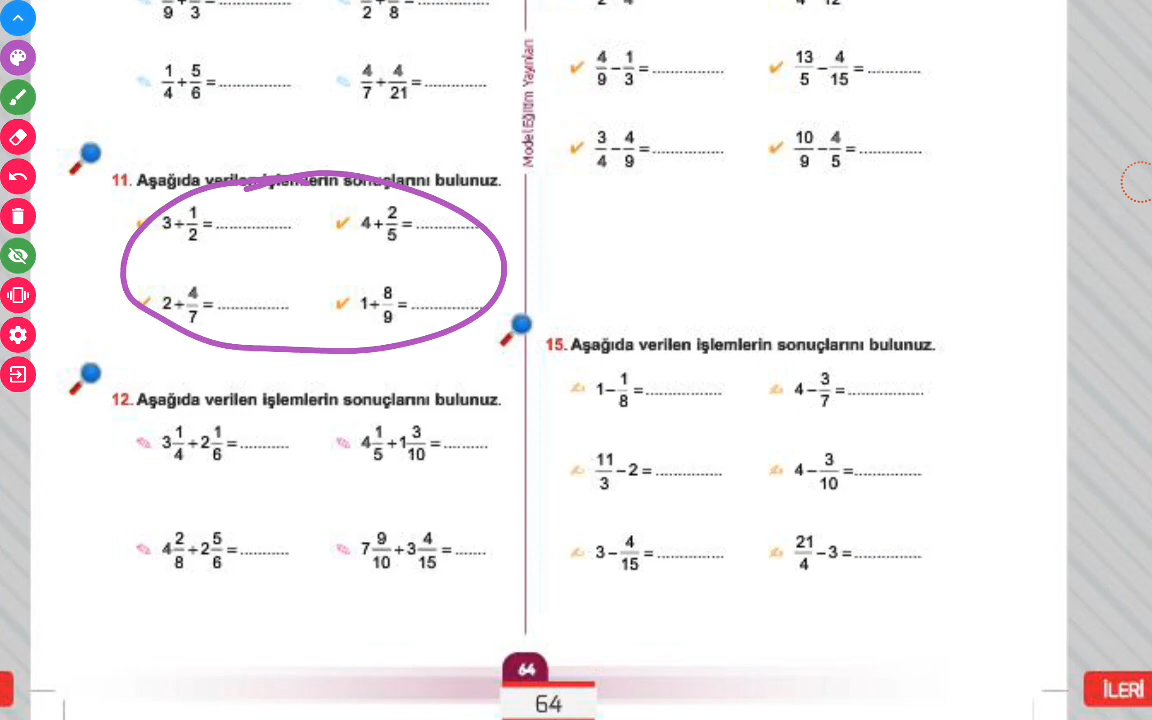 9/9 + /3 = ..............
/2 + /8 = ..............
1/4 + 5/6 = ..............
4/7 + 4/21 = ............
11. Aşağıda verilen işlemlerin sonuçlarını bulunuz.
3+1/2 = ..............
4+2/5 = ..............
2+4/7 = .............
1+8/9 = .............
12. Aşağıda verilen işlemlerin sonuçlarını bulunuz.
3 1/4 + 2 1/6 = .........
4 1/5 + 1 3/10 = ........
4 2/8 + 2 5/6 = .........
7 9/10 + 3 4/15 = ......
Model Eğitim Yayınları
4/9 - 1/3 = .............
13/5 - 4/15 = ..........
3/4 - 4/9 = .............
10/9 - 4/5 = ...........
15. Aşağıda verilen işlemlerin sonuçlarını bulunuz.
1 - 1/8 = ..............
4 - 3/7 = .............
11/3 - 2 = ............
4 - 3/10 = ............
3 - 4/15 = ............
21/4 - 3 = ............
64
64
İLERİ